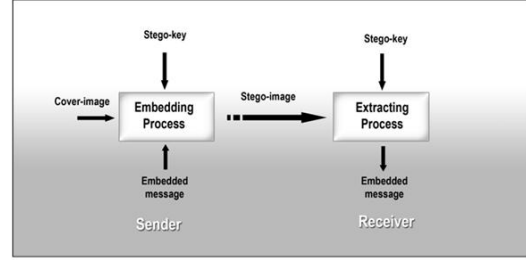 Stego-key
Stego-key
Cover-image
Embedding
Process
Stego-image
Extracting
Process
Embedded
message
Embedded
message
Sender
Receiver